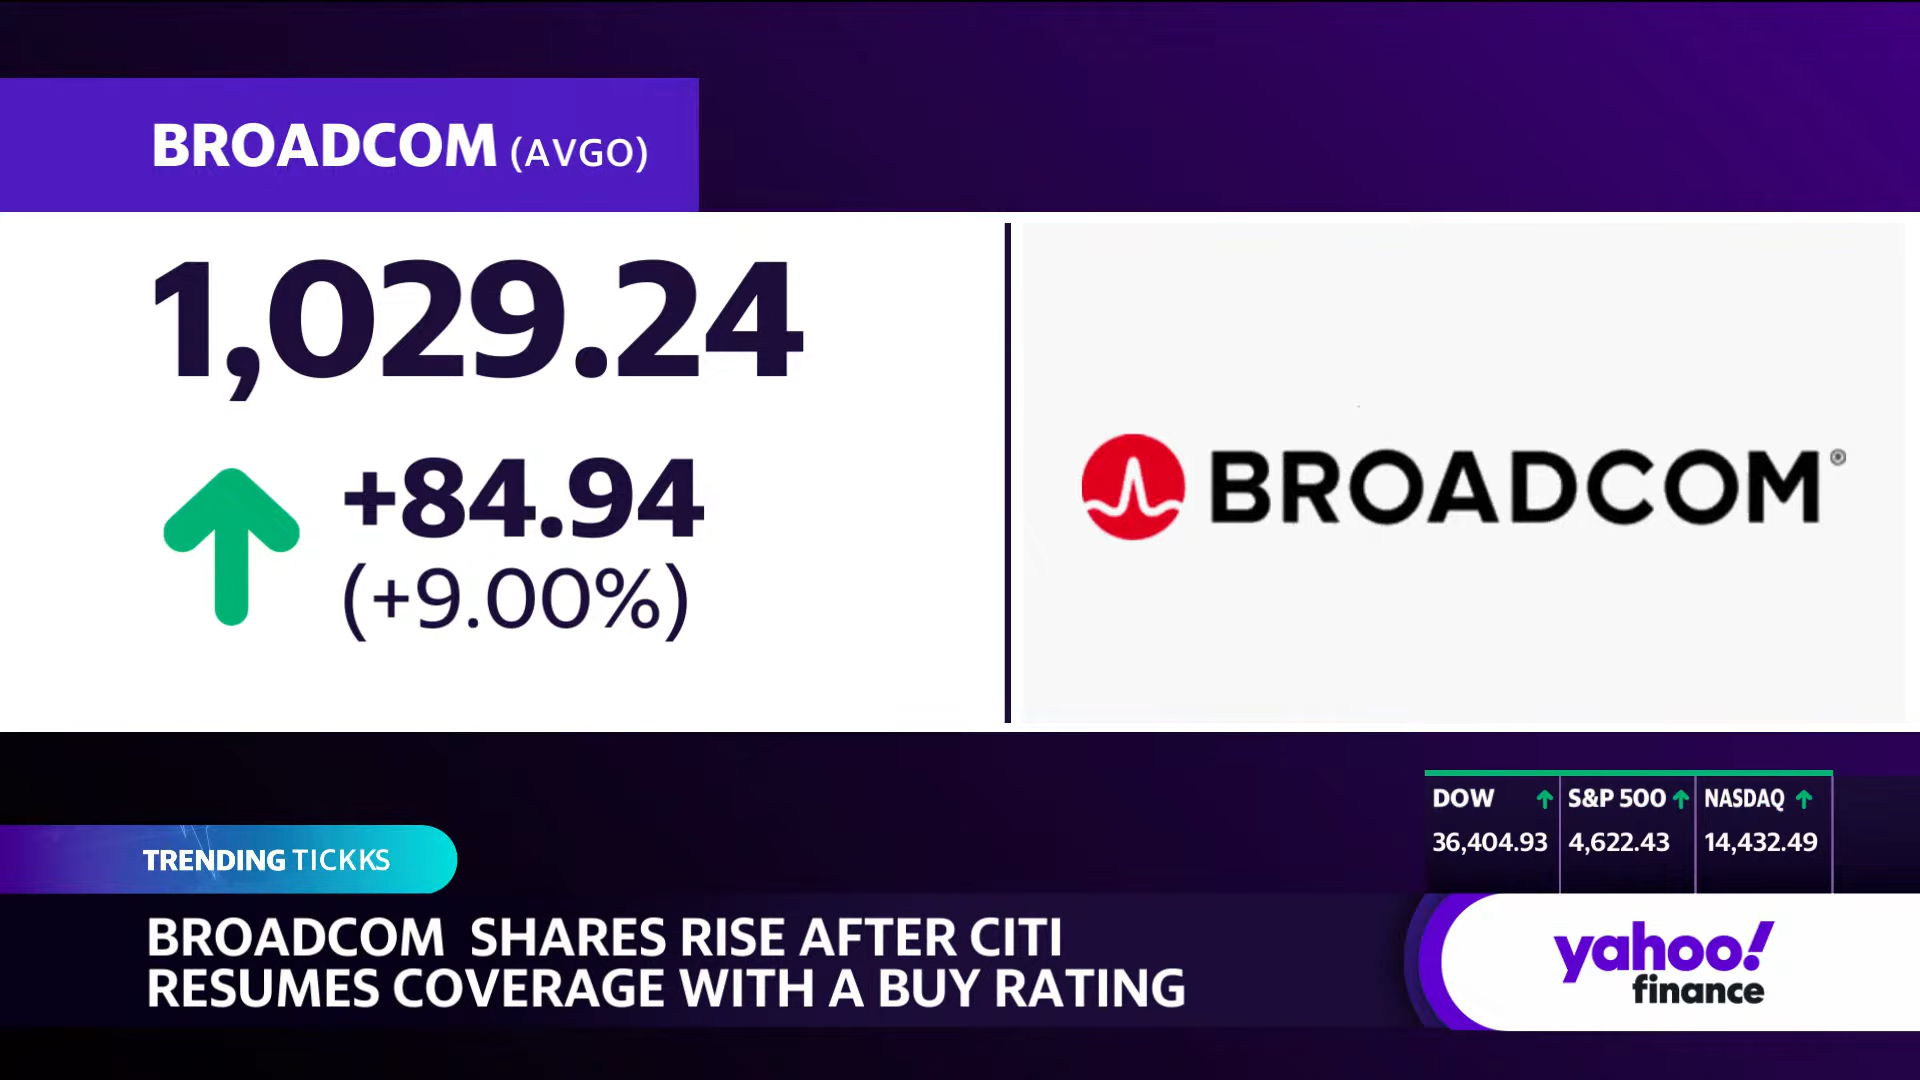 BROADCOM (AVGO)
1,029.24
+84.94
(+9.00%)
BROADCOM®
DOW S&P 500 NASDAQ
36,404.93 4,622.43 14,432.49
TRENDING TICKKS
BROADCOM SHARES RISE AFTER CITI
RESUMES COVERAGE WITH A BUY RATING
yahoo!
finance